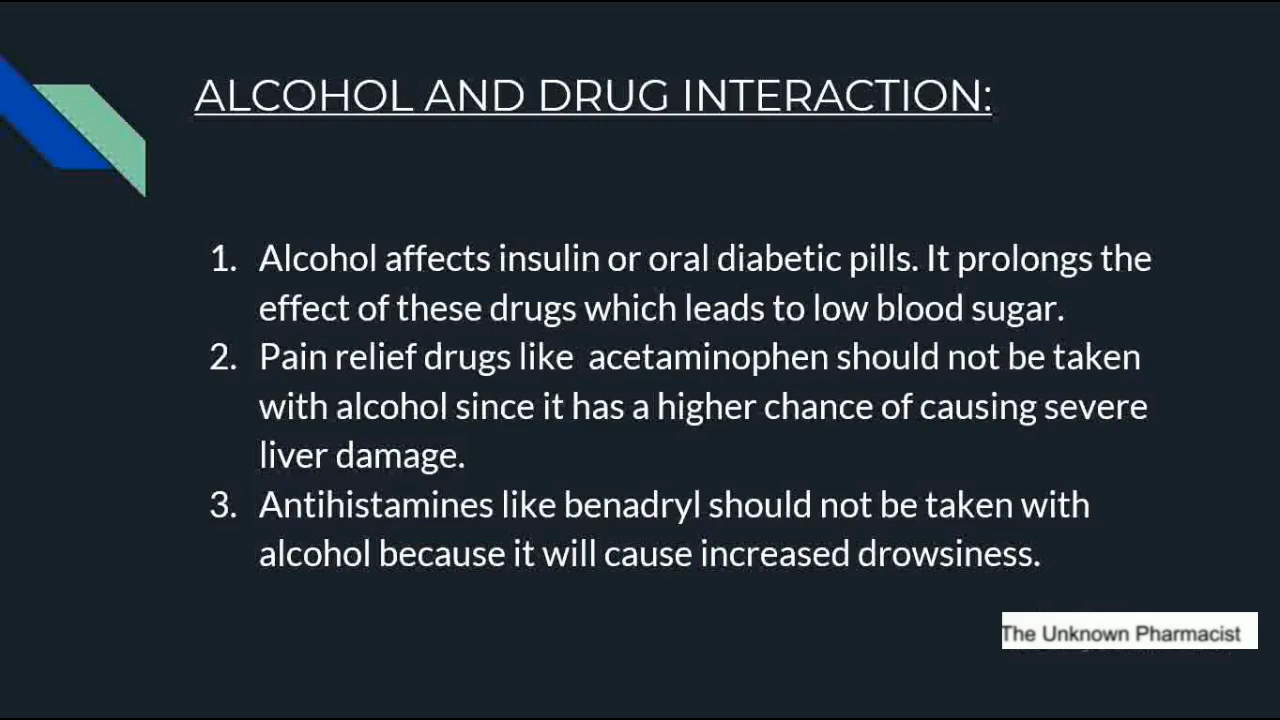 ALCOHOL AND DRUG INTERACTION:
1. Alcohol affects insulin or oral diabetic pills. It prolongs the
effect of these drugs which leads to low blood sugar.
2. Pain relief drugs like acetaminophen should not be taken
with alcohol since it has a higher chance of causing severe
liver damage.
3. Antihistamines like benadryl should not be taken with
alcohol because it will cause increased drowsiness.
The Unknown Pharmacist